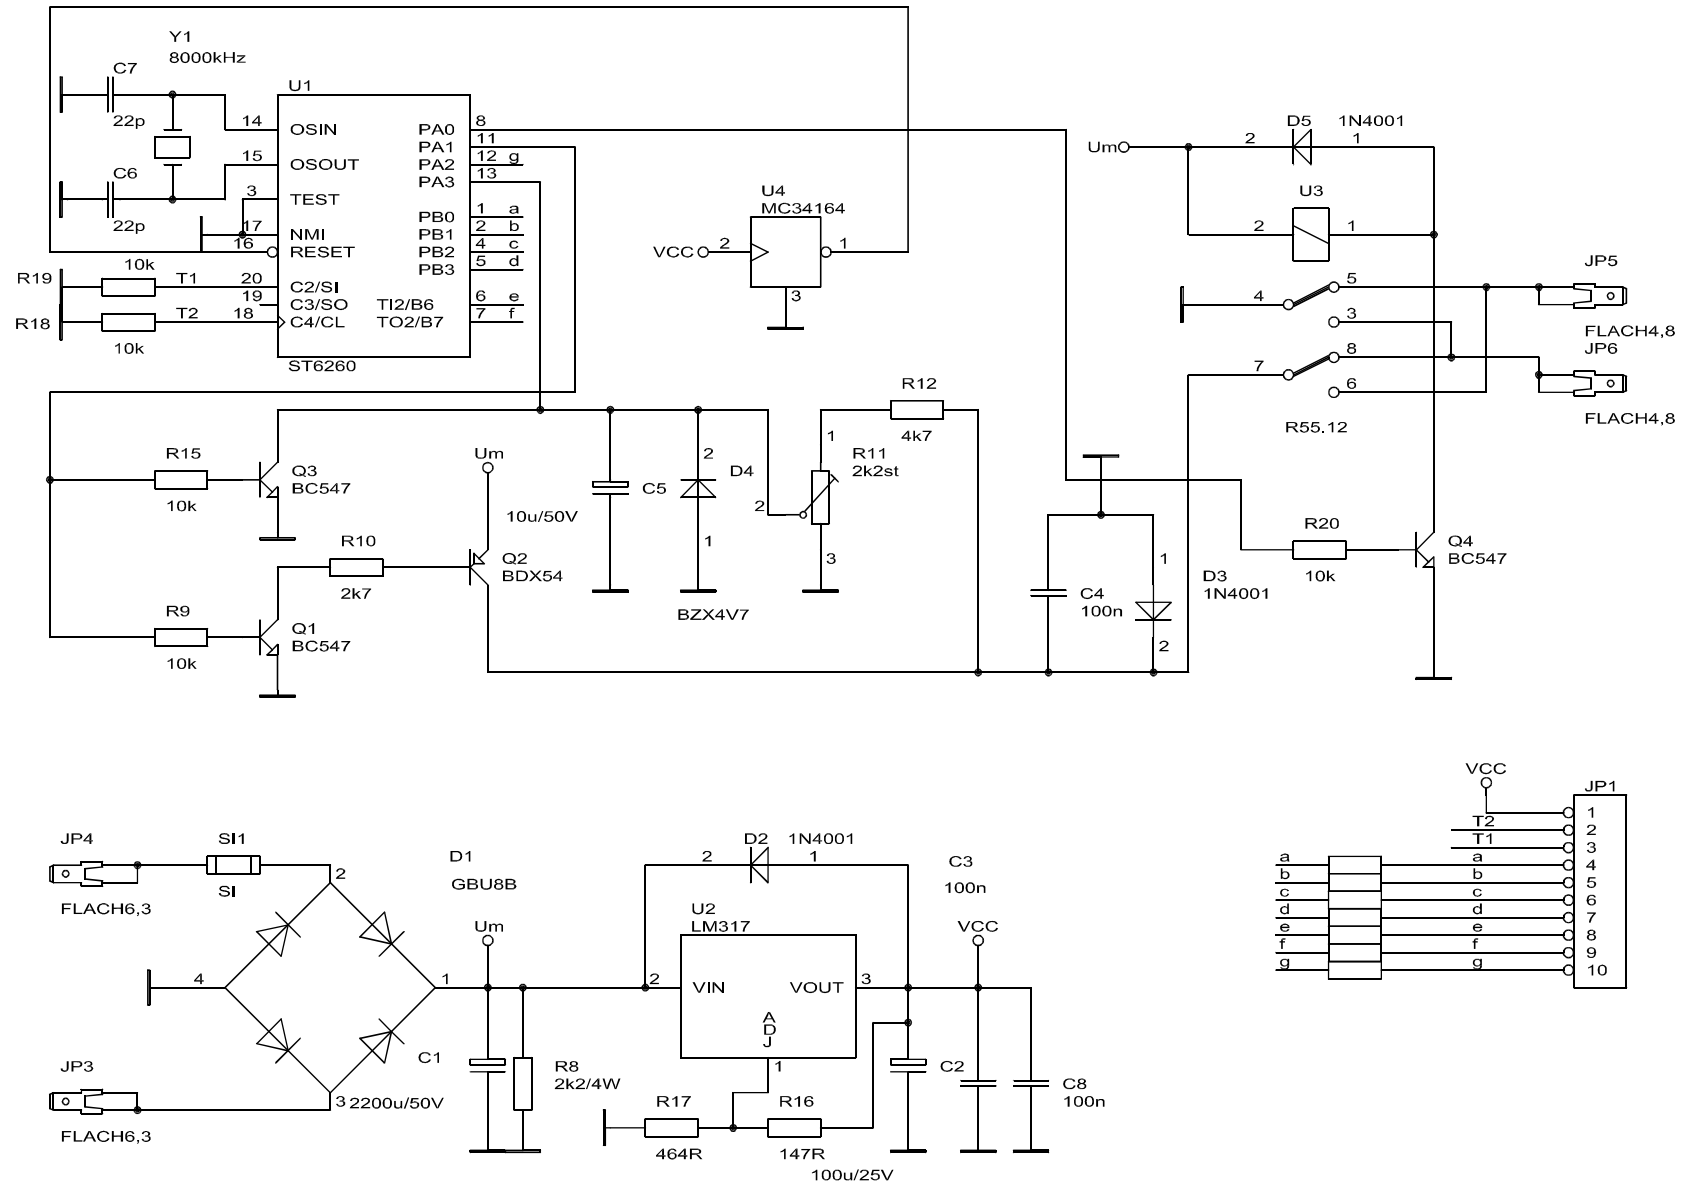 Y1
8000kHz
C7
22p
C6
22p
U1
14 OSIN
15 OSOUT
3 TEST
17 NMI
16 RESET
20 C2/SI
19 C3/SO
18 C4/CL
PA0 8
PA1 11
PA2 12 g
PA3 13
PB0 1 a
PB1 2 b
PB2 4 c
PB3 5 d
TI2/B6 6 e
TO2/B7 7 f
ST6260
R19
10k
T1
R18
10k
T2
U4
MC34164
VCC
2
1
3
Um
2
D5
1N4001
1
U3
2
1
4
5
3
7
8
6
R55.12
JP5
FLACH4,8
JP6
FLACH4,8
R15
10k
Q3
BC547
R10
2k7
R9
10k
Q1
BC547
Um
Q2
BDX54
10u/50V
C5
2
D4
1
BZX4V7
R12
4k7
1
R11
2k2st
2
3
C4
100n
1
D3
1N4001
2
R20
10k
Q4
BC547
JP4
FLACH6,3
SI1
SI
D1
GBU8B
2
4
1
3
JP3
FLACH6,3
Um
C1
2200u/50V
R8
2k2/4W
2
D2
1N4001
1
U2
LM317
2
VIN
VOUT
3
A
D
J
1
R17
464R
R16
147R
100u/25V
C2
C3
100n
VCC
C8
100n
VCC
JP1
1
T2 2
T1 3
a a 4
b b 5
c c 6
d d 7
e e 8
f f 9
g g 10